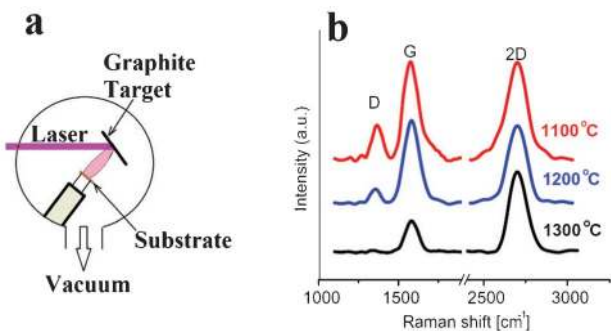 a
Graphite
Target
Laser
Substrate
Vacuum
b
G
2D
D
1100 °C
1200 °C
1300 °C
Intensity (a.u.)
1000 1500 2500 3000
Raman shift [cm⁻¹]